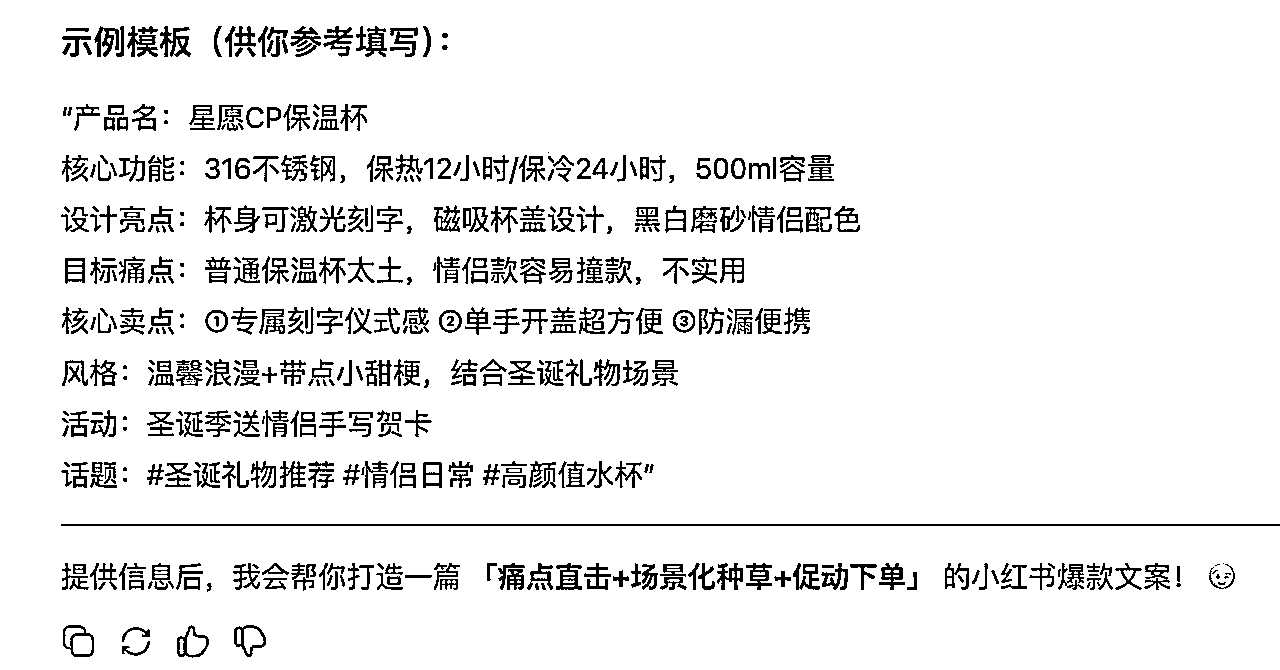 示例模板（供你参考填写）：
“产品名：星愿CP保温杯
核心功能：316不锈钢，保热12小时/保冷24小时，500ml容量
设计亮点：杯身可激光刻字，磁吸杯盖设计，黑白磨砂情侣配色
目标痛点：普通保温杯太土，情侣款容易撞款，不实用
核心卖点：①专属刻字仪式感 ②单手开盖超方便 ③防漏便携
风格：温馨浪漫+带点小甜梗，结合圣诞礼物场景
活动：圣诞季送情侣手写贺卡
话题：#圣诞礼物推荐 #情侣日常 #高颜值水杯”
提供信息后，我会帮你打造一篇 「痛点直击+场景化种草+促动下单」 的小红书爆款文案！ 😉